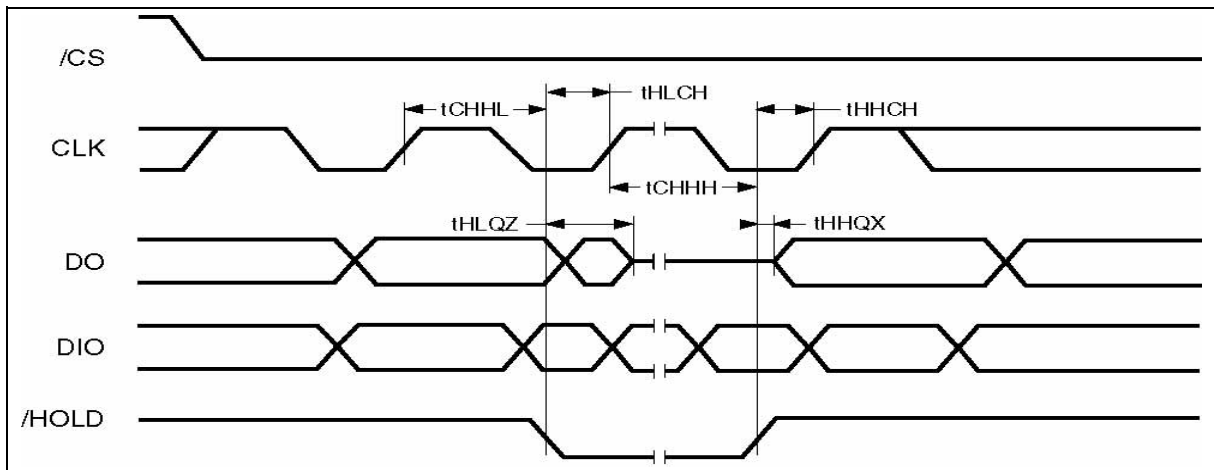 /CS
tHLCH
tHHCH
tCHHL
CLK
tCHHH
tHLQZ
tHHQX
DO
DIO
/HOLD